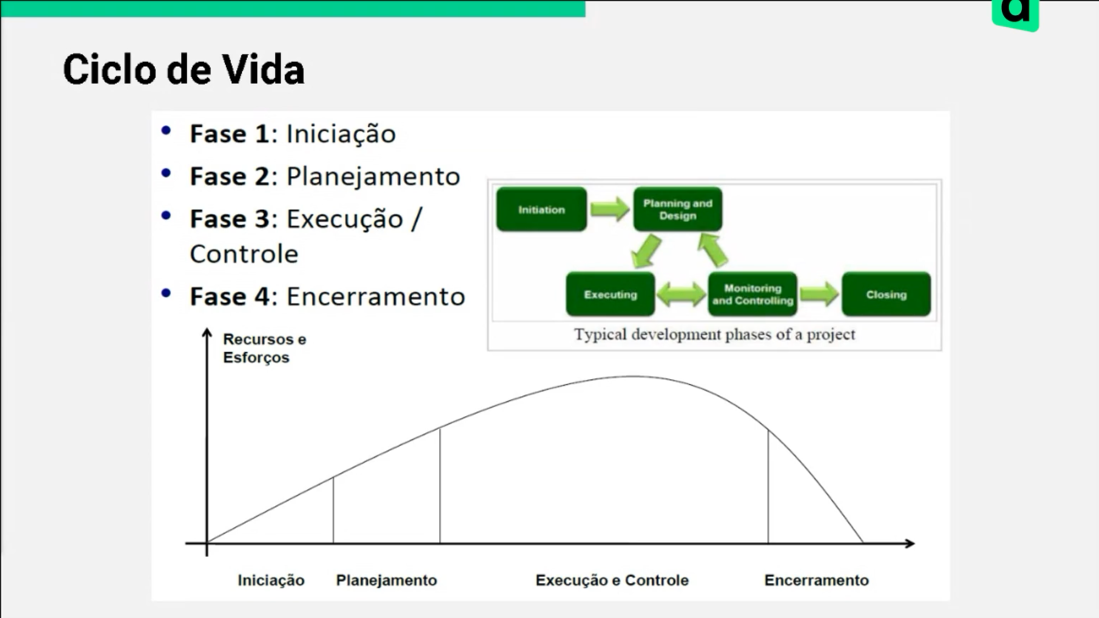 d
Ciclo de Vida
• Fase 1: Iniciação
• Fase 2: Planejamento
• Fase 3: Execução /
Controle
• Fase 4: Encerramento
Initiation
Planning and
Design
Executing
Monitoring
and Controlling
Closing
Typical development phases of a project
Recursos e
Esforços
Iniciação
Planejamento
Execução e Controle
Encerramento